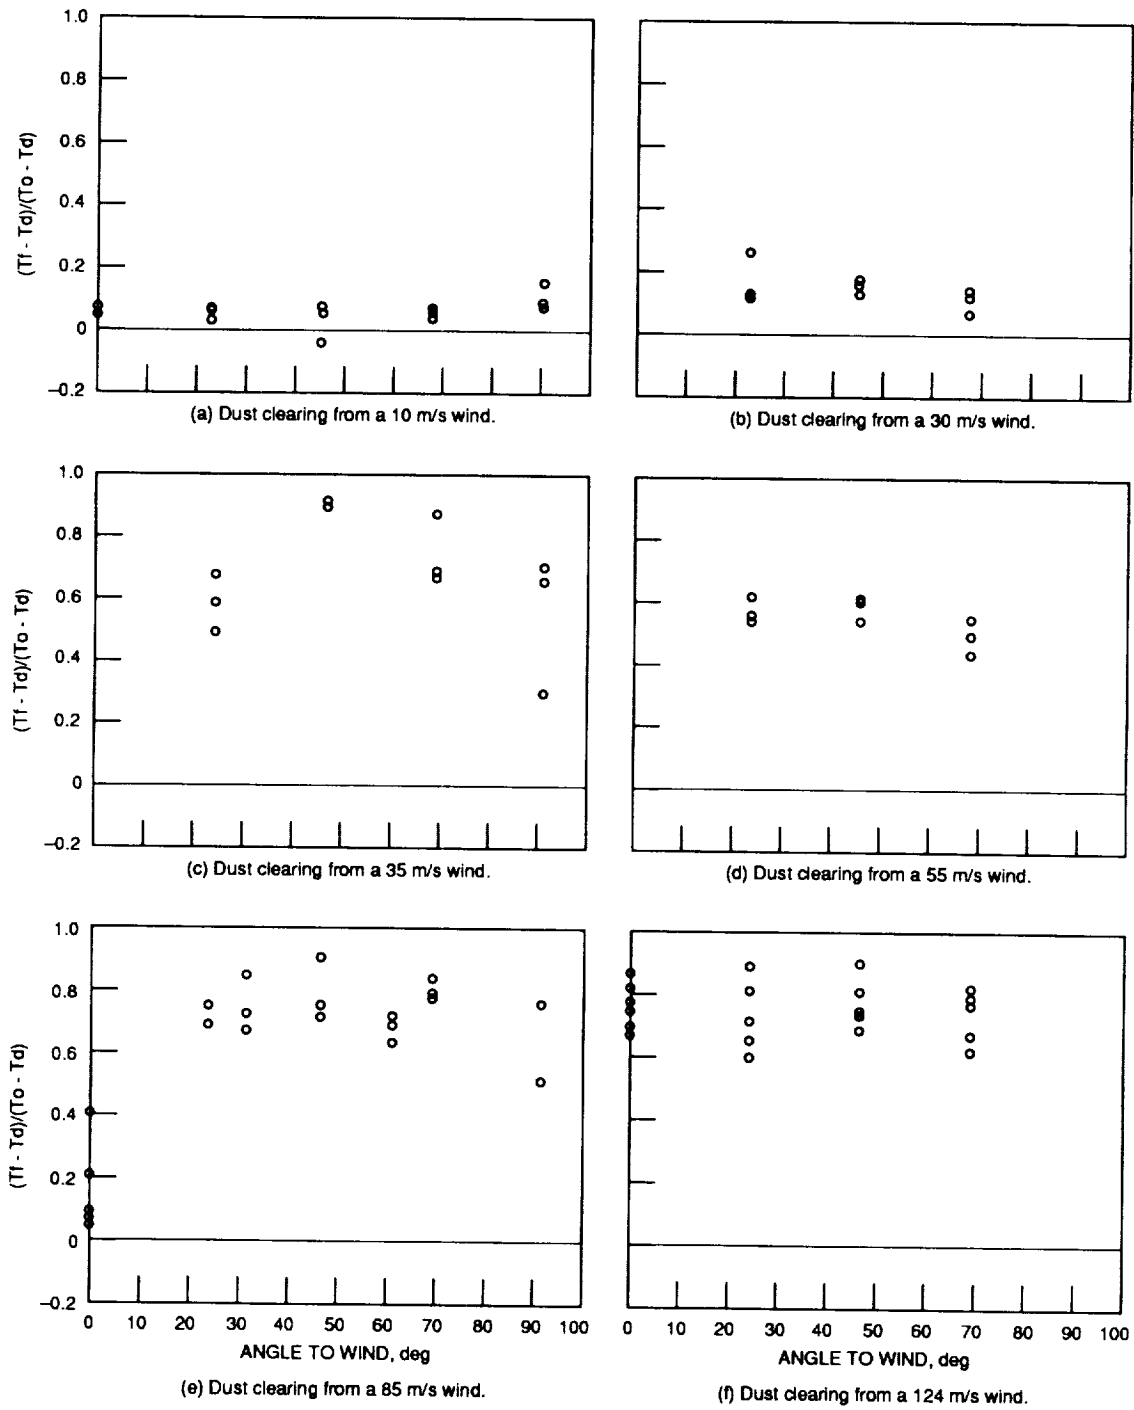 1.0
0.8
0.6
0.4
0.2
0
−0.2
(Tf - Td)/(To - Td)
(a) Dust clearing from a 10 m/s wind.
(b) Dust clearing from a 30 m/s wind.
1.0
0.8
0.6
0.4
0.2
0
−0.2
(Tf - Td)/(To - Td)
(c) Dust clearing from a 35 m/s wind.
(d) Dust clearing from a 55 m/s wind.
1.0
0.8
0.6
0.4
0.2
0
−0.2
(Tf - Td)/(To - Td)
0 10 20 30 40 50 60 70 80 90 100
ANGLE TO WIND, deg
(e) Dust clearing from a 85 m/s wind.
0 10 20 30 40 50 60 70 80 90 100
ANGLE TO WIND, deg
(f) Dust clearing from a 124 m/s wind.